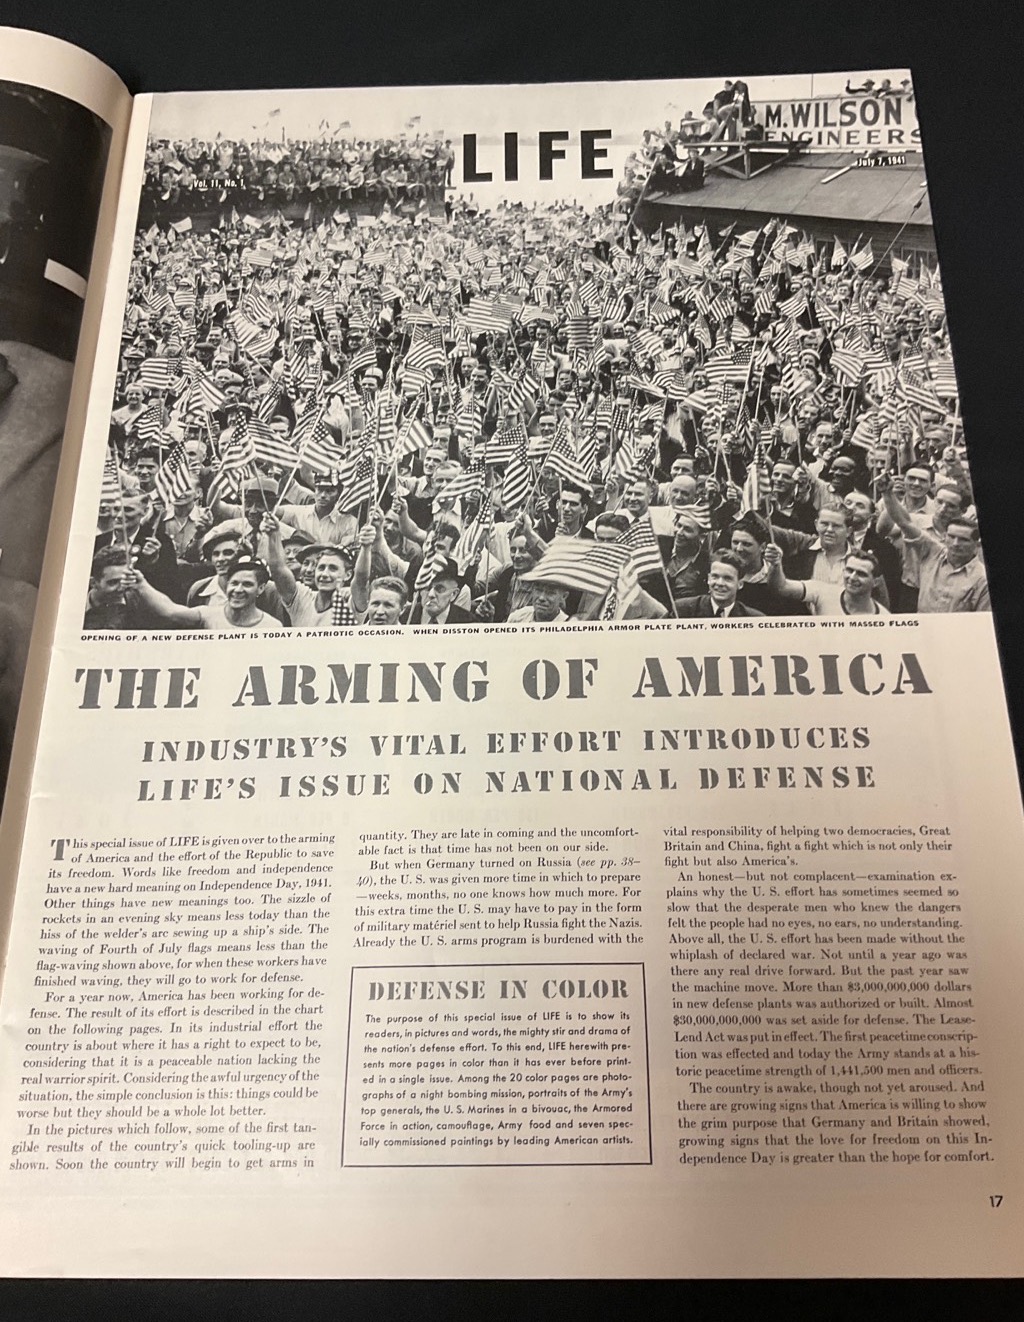 M. WILSON
ENGINEERS
LIFE
Vol. 11, No. 1
July 7, 1941
OPENING OF A NEW DEFENSE PLANT IS TODAY A PATRIOTIC OCCASION. WHEN DISSTON OPENED ITS PHILADELPHIA ARMOR PLATE PLANT, WORKERS CELEBRATED WITH MASSED FLAGS
THE ARMING OF AMERICA
INDUSTRY'S VITAL EFFORT INTRODUCES
LIFE'S ISSUE ON NATIONAL DEFENSE
This special issue of LIFE is given over to the arming
of America and the effort of the Republic to save
its freedom. Words like freedom and independence
have a new hard meaning on Independence Day, 1941.
Other things have new meanings too. The sizzle of
rockets in an evening sky means less today than the
hiss of the welder's arc sewing up a ship's side. The
waving of Fourth of July flags means less than the
flag-waving shown above, for when these workers have
finished waving, they will go to work for defense.
For a year now, America has been working for de-
fense. The result of its effort is described in the chart
on the following pages. In its industrial effort the
country is about where it has a right to expect to be,
considering that it is a peaceable nation lacking the
real warrior spirit. Considering the awful urgency of the
situation, the simple conclusion is this: things could be
worse but they should be a whole lot better.
In the pictures which follow, some of the first tan-
gible results of the country's quick tooling-up are
shown. Soon the country will begin to get arms in
quantity. They are late in coming and the uncomfort-
able fact is that time has not been on our side.
But when Germany turned on Russia (see pp. 38–
40), the U. S. was given more time in which to prepare
—weeks, months, no one knows how much more. For
this extra time the U. S. may have to pay in the form
of military matériel sent to help Russia fight the Nazis.
Already the U. S. arms program is burdened with the
DEFENSE IN COLOR
The purpose of this special issue of LIFE is to show its
readers, in pictures and words, the mighty stir and drama of
the nation's defense effort. To this end, LIFE herewith pre-
sents more pages in color than it has ever before print-
ed in a single issue. Among the 20 color pages are photo-
graphs of a night bombing mission, portraits of the Army's
top generals, the U. S. Marines in a bivouac, the Armored
Force in action, camouflage, Army food and seven spec-
ially commissioned paintings by leading American artists.
vital responsibility of helping two democracies, Great
Britain and China, fight a fight which is not only their
fight but also America's.
An honest—but not complacent—examination ex-
plains why the U. S. effort has sometimes seemed so
slow that the desperate men who knew the dangers
felt the people had no eyes, no ears, no understanding.
Above all, the U. S. effort has been made without the
whiplash of declared war. Not until a year ago was
there any real drive forward. But the past year saw
the machine move. More than $3,000,000,000 dollars
in new defense plants was authorized or built. Almost
$30,000,000,000 was set aside for defense. The Lease-
Lend Act was put in effect. The first peacetime conscrip-
tion was effected and today the Army stands at a his-
toric peacetime strength of 1,441,500 men and officers.
The country is awake, though not yet aroused. And
there are growing signs that America is willing to show
the grim purpose that Germany and Britain showed,
growing signs that the love for freedom on this In-
dependence Day is greater than the hope for comfort.
17